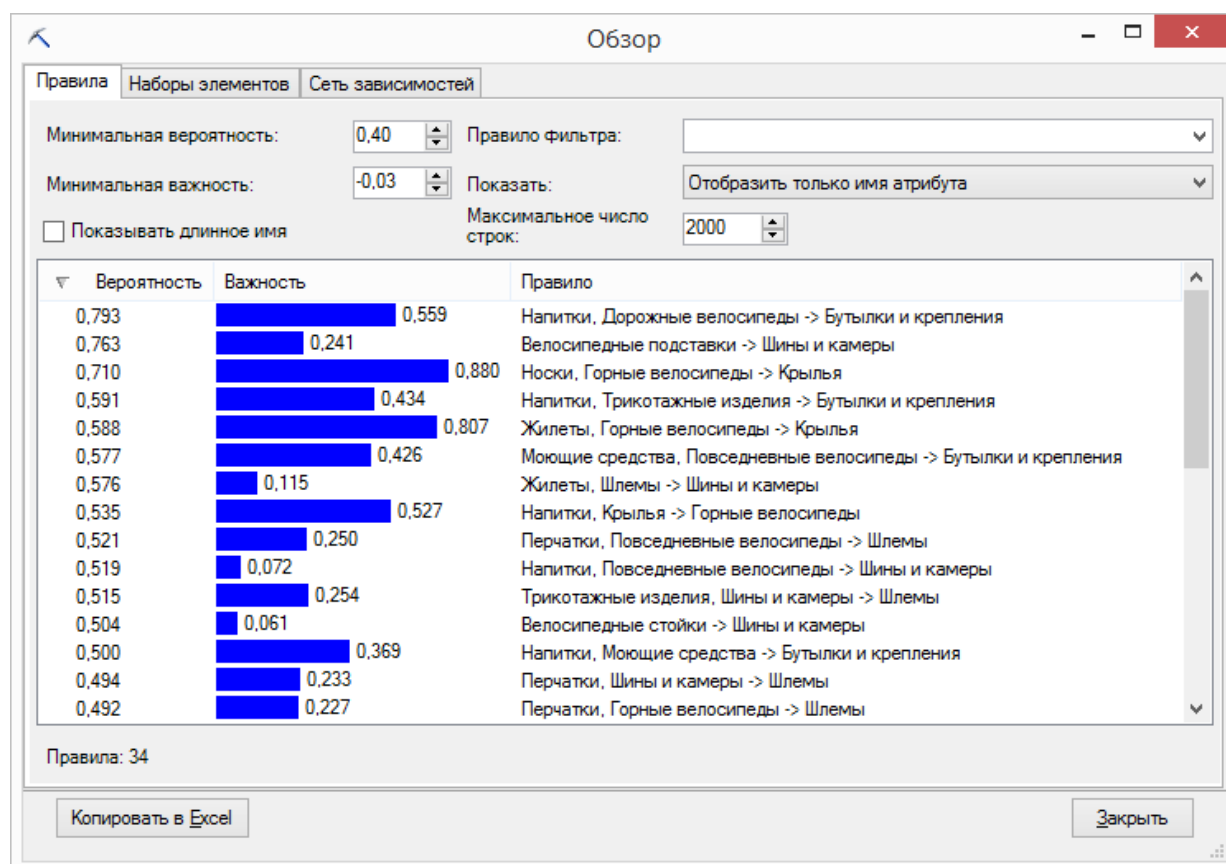 Обзор
Правила Наборы элементов Сеть зависимостей
Минимальная вероятность: 0,40 Правило фильтра:
Минимальная важность: -0,03 Показать: Отобразить только имя атрибута
Показывать длинное имя Максимальное число строк: 2000
Вероятность Важность Правило
0,793 0,559 Напитки, Дорожные велосипеды -> Бутылки и крепления
0,763 0,241 Велосипедные подставки -> Шины и камеры
0,710 0,880 Носки, Горные велосипеды -> Крылья
0,591 0,434 Напитки, Трикотажные изделия -> Бутылки и крепления
0,588 0,807 Жилеты, Горные велосипеды -> Крылья
0,577 0,426 Моющие средства, Повседневные велосипеды -> Бутылки и крепления
0,576 0,115 Жилеты, Шлемы -> Шины и камеры
0,535 0,527 Напитки, Крылья -> Горные велосипеды
0,521 0,250 Перчатки, Повседневные велосипеды -> Шлемы
0,519 0,072 Напитки, Повседневные велосипеды -> Шины и камеры
0,515 0,254 Трикотажные изделия, Шины и камеры -> Шлемы
0,504 0,061 Велосипедные стойки -> Шины и камеры
0,500 0,369 Напитки, Моющие средства -> Бутылки и крепления
0,494 0,233 Перчатки, Шины и камеры -> Шлемы
0,492 0,227 Перчатки, Горные велосипеды -> Шлемы
Правила: 34
Копировать в Excel Закрыть